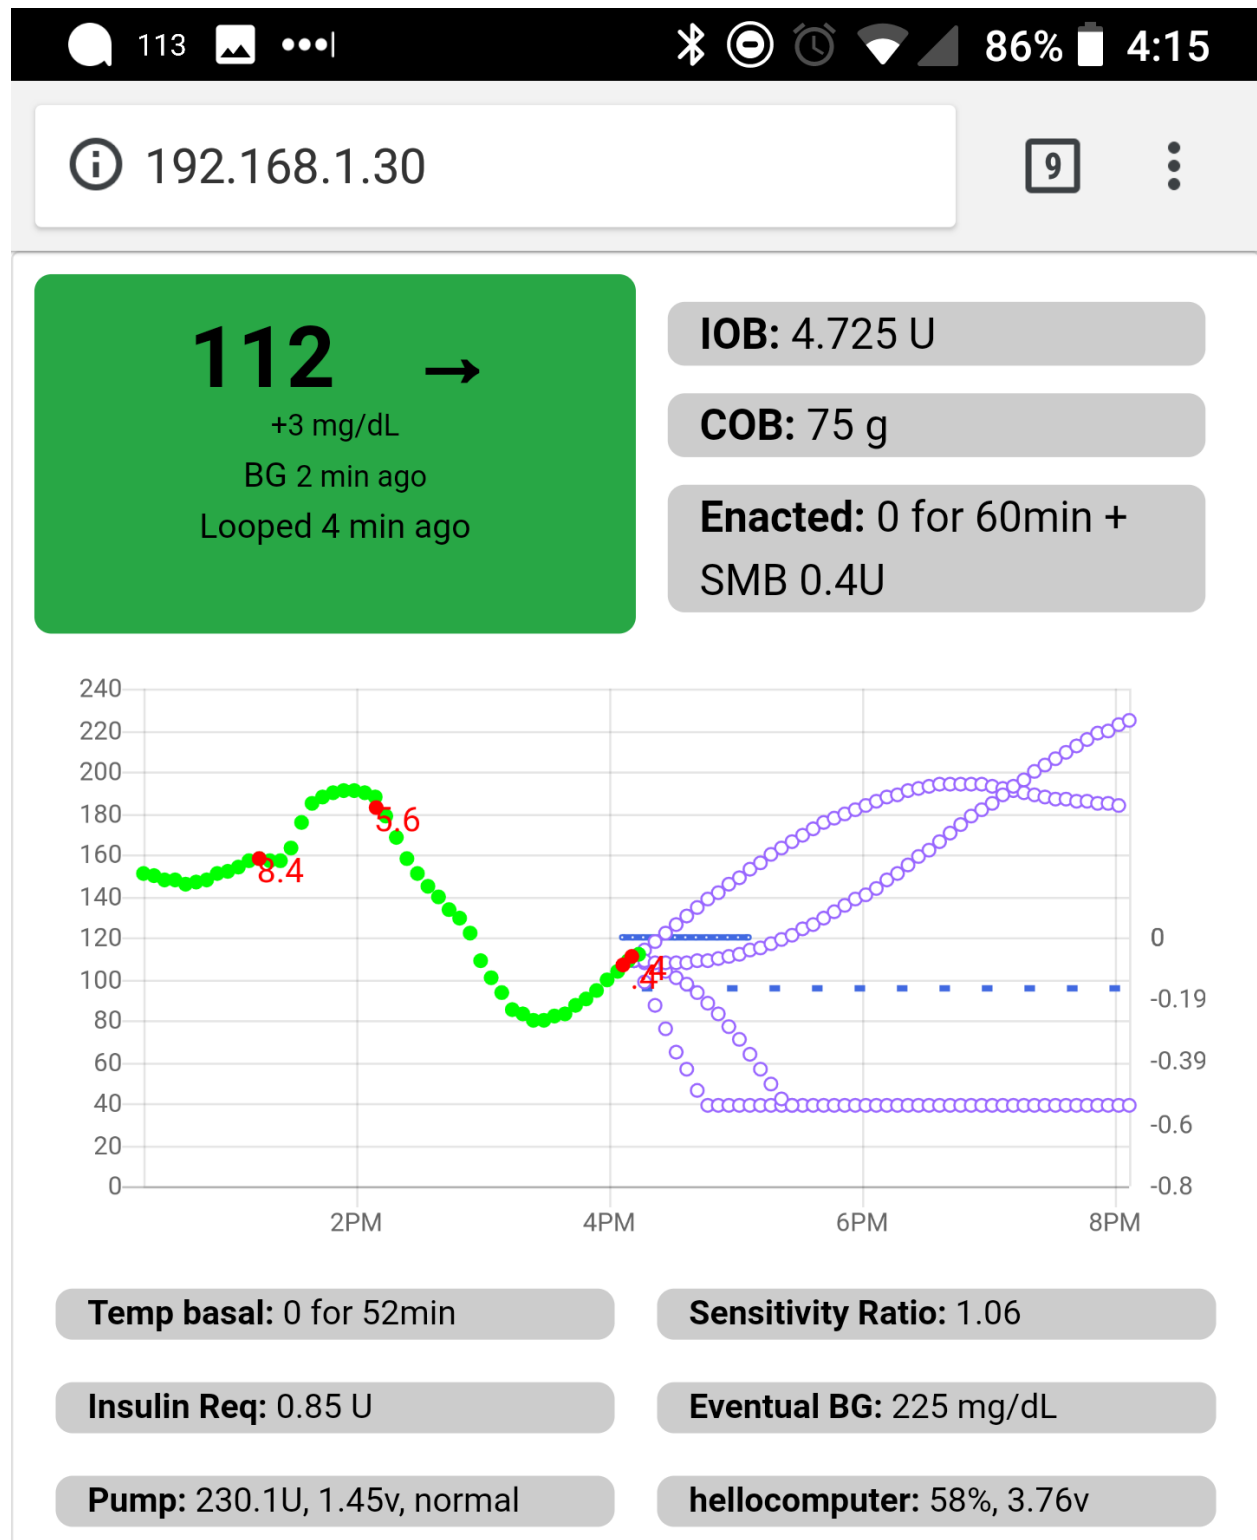 113 86% 4:15
192.168.1.30 9
112 →
+3 mg/dL
BG 2 min ago
Looped 4 min ago
IOB: 4.725 U
COB: 75 g
Enacted: 0 for 60min +
SMB 0.4U
240
220
200
180
160
140
120
100
80
60
40
20
0
5.6
8.4
.4
.4
0
-0.19
-0.39
-0.6
-0.8
2PM 4PM 6PM 8PM
Temp basal: 0 for 52min
Sensitivity Ratio: 1.06
Insulin Req: 0.85 U
Eventual BG: 225 mg/dL
Pump: 230.1U, 1.45v, normal
hellocomputer: 58%, 3.76v